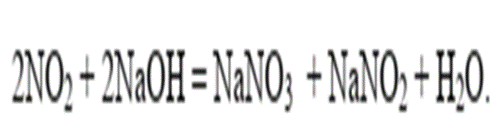 2NO₂ + 2NaOH = NaNO₃ + NaNO₂ + H₂O.